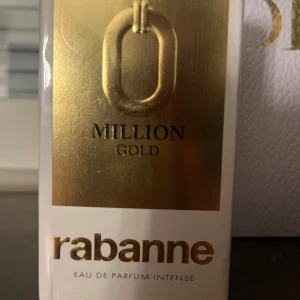 MILLION
GOLD
rabanne
EAU DE PARFUM INTENSE